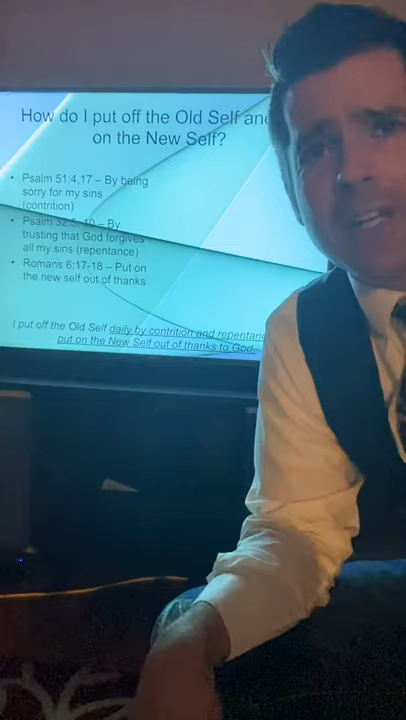 How do I put off the Old Self and
on the New Self?
• Psalm 51:4,17 – By being
sorry for my sins
(contrition)
• Psalm 32:5, 10 – By
trusting that God forgives
all my sins (repentance)
• Romans 6:17-18 – Put on
the new self out of thanks
I put off the Old Self daily by contrition and repentan
put on the New Self out of thanks to God.